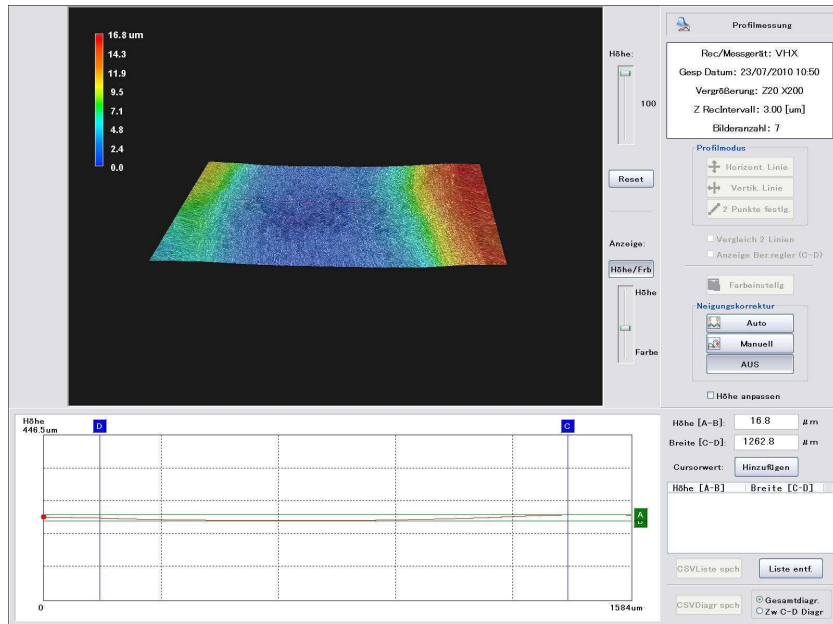 16.8 um
14.3
11.9
9.5
7.1
4.8
2.4
0.0
Höhe:
100
Reset
Anzeige:
Höhe/Frb
Höhe
Farbe
Profilmessung
Rec/Messgerät: VHX
Gesp Datum: 23/07/2010 10:50
Vergrößerung: Z20 X200
Z RecIntervall: 3.00 [um]
Bilderanzahl: 7
Profilmodus
Horizont. Linie
Vertik. Linie
2 Punkte festlg.
Vergleich 2 Linien
Anzeige Ber.regler (C-D)
Farbeinstellg
Neigungskorrektur
Auto
Manuell
AUS
Höhe anpassen
Höhe
446.5um
D
C
A
0
1584um
Höhe [A-B]: 16.8 μm
Breite [C-D]: 1262.8 μm
Cursorwert: Hinzufügen
Höhe [A-B] Breite [C-D]
CSVListe spch Liste entf.
CSVDiagr spch
Gesamtdiagr.
Zw C-D Diagr